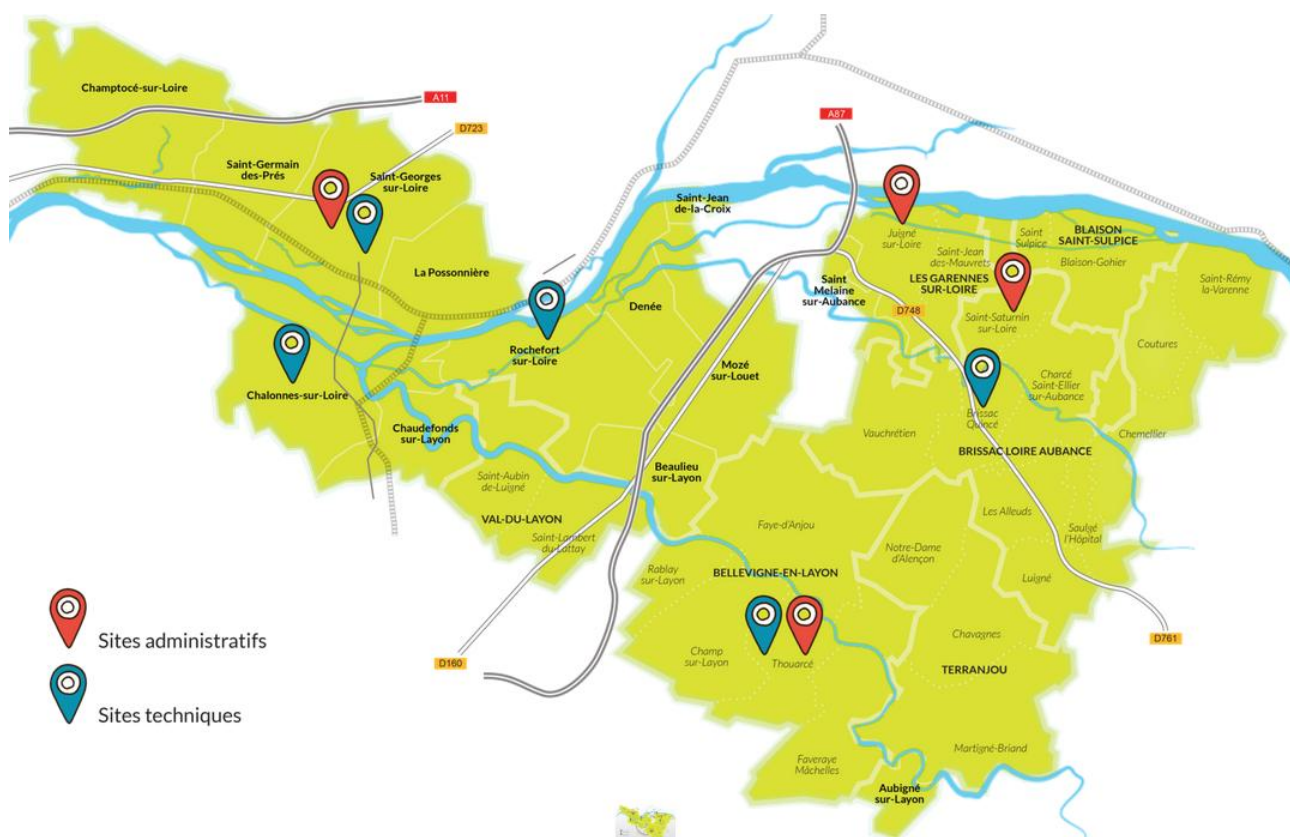 Champtocé-sur-Loire
A11
D723
A87
Saint-Germain
des-Prés
Saint-Georges
sur-Loire
La Possonnière
Saint-Jean
de-la-Croix
Juigné
sur-Loire
Saint-Jean
des-Mauvrets
Saint
Sulpice
BLAISON
SAINT-SULPICE
Blaison-Gohier
LES GARENNES
SUR-LOIRE
Saint-Rémy
la-Varenne
Saint
Melaine
sur-Aubance
D748
Saint-Saturnin
sur-Loire
Denée
Rochefort
sur-Loire
Mozé
sur-Louet
Coutures
Charcé
Saint-Ellier
sur-Aubance
Brissac
Quincé
Chalonnes-sur-Loire
Chaudefonds
sur-Layon
Vauchrétien
Chemellier
BRISSAC LOIRE AUBANCE
Beaulieu
sur-Layon
Saint-Aubin
de-Luigné
VAL-DU-LAYON
Saint-Lambert
du-Lattay
Les Alleuds
Saulgé
l'Hôpital
Faye-d'Anjou
Notre-Dame
d'Alençon
Luigné
Rablay
sur-Layon
BELLEVIGNE-EN-LAYON
Chavagnes
D761
Champ
sur-Layon
Thouarcé
D160
TERRANJOU
Martigné-Briand
Faveraye
Mâchelles
Aubigné
sur-Layon
Sites administratifs
Sites techniques